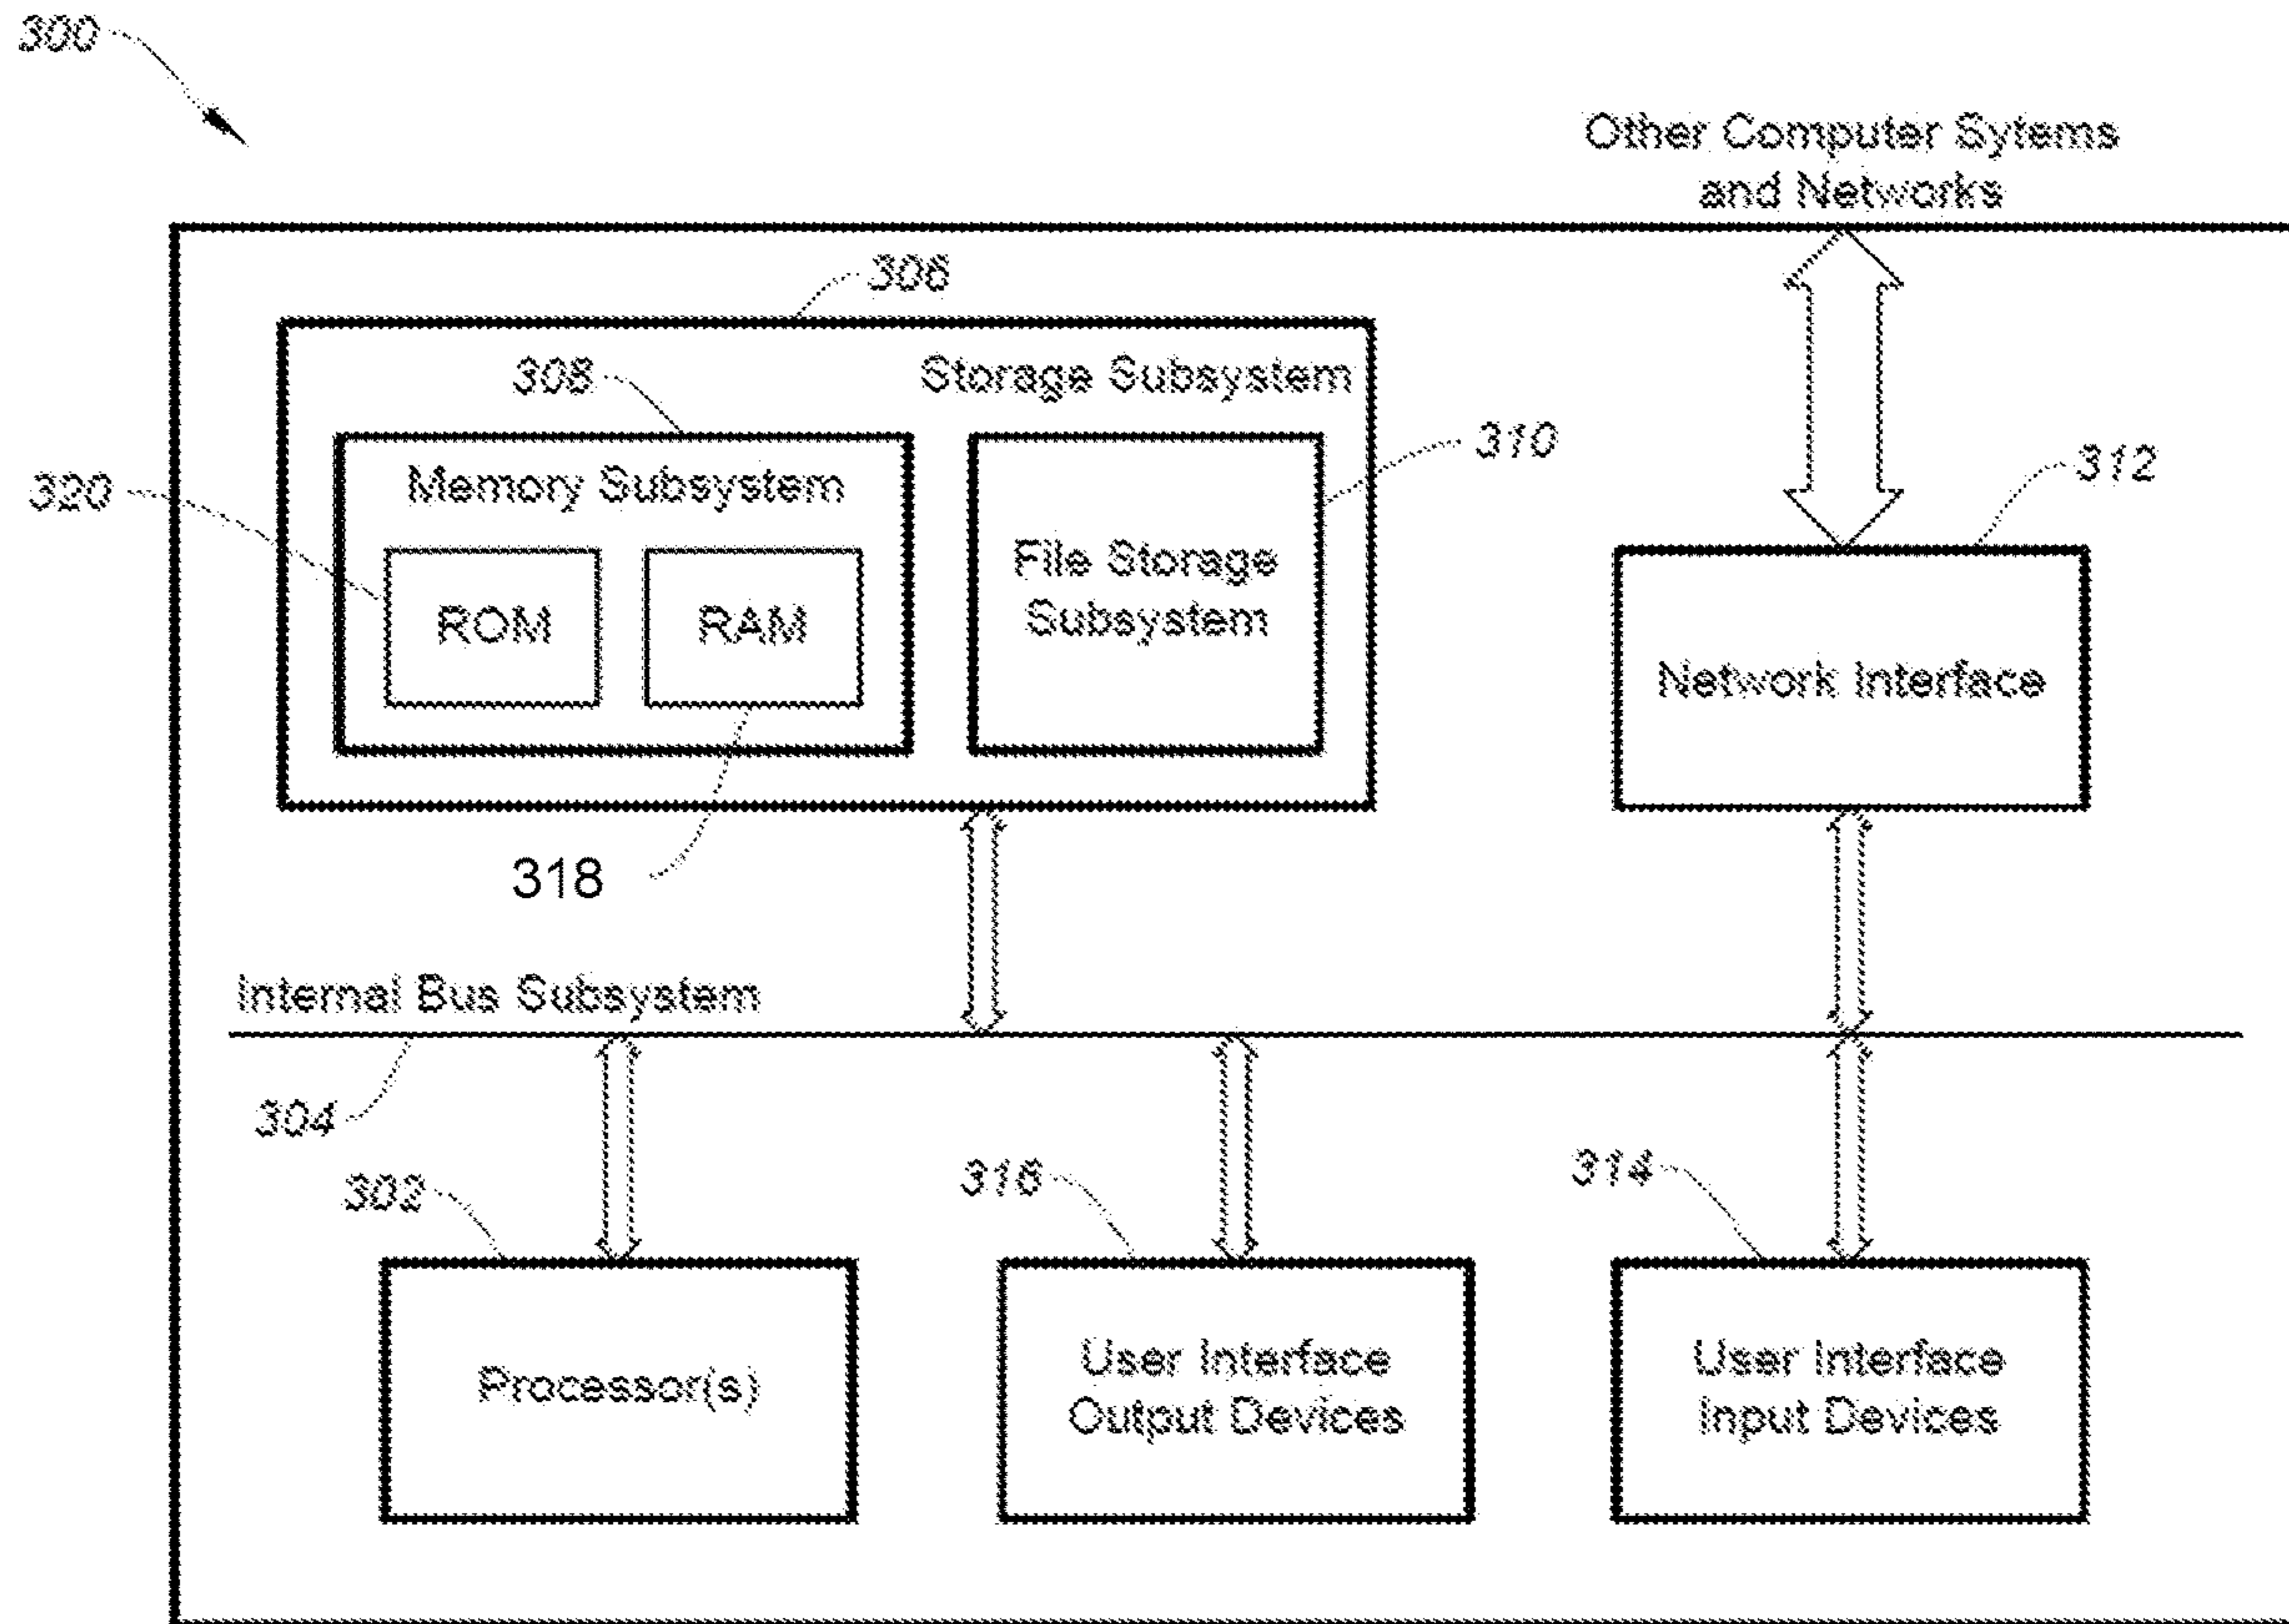 300
Other Computer Sytems
and Networks
306
308
Storage Subsystem
310
312
320
Memory Subsystem
File Storage
Subsystem
ROM
RAM
Network Interface
318
Internal Bus Subsystem
304
302
316
314
Processor(s)
User Interface
Output Devices
User Interface
Input Devices